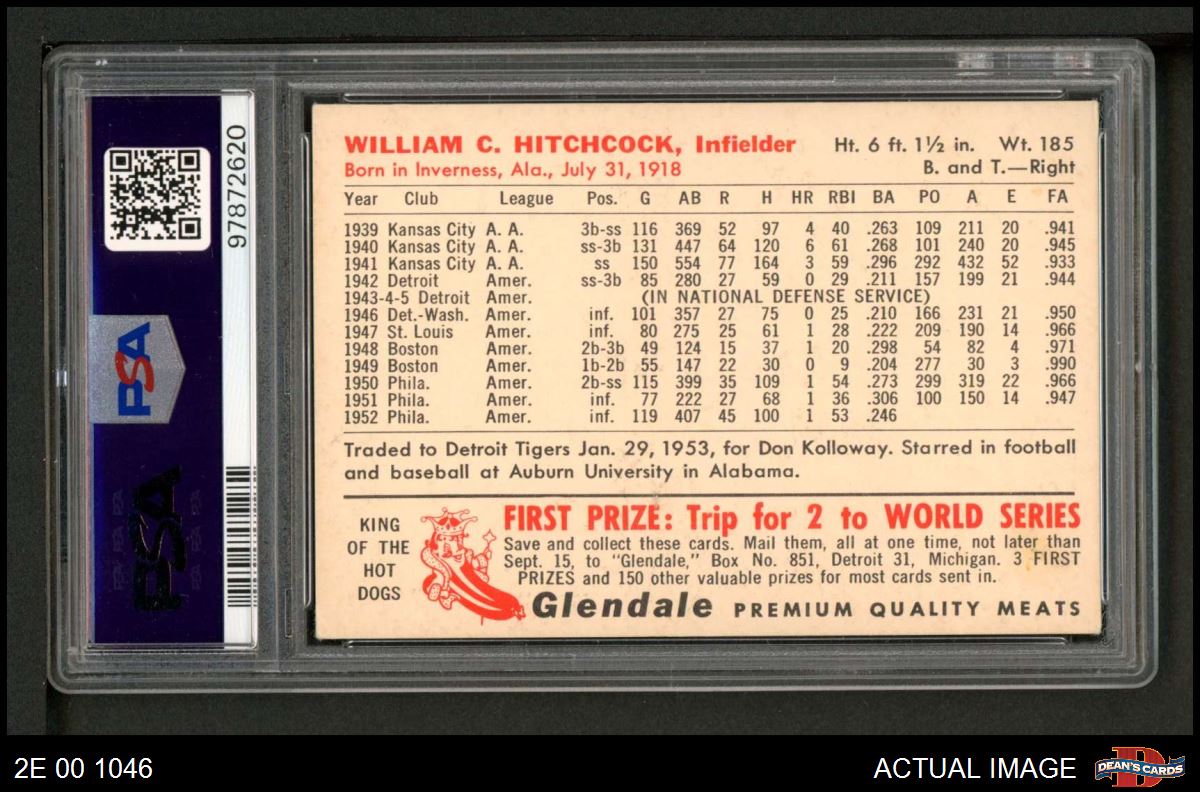 WILLIAM C. HITCHCOCK, Infielder Ht. 6 ft. 1½ in. Wt. 185
Born in Inverness, Ala., July 31, 1918 B. and T.—Right
Year Club League Pos. G AB R H HR RBI BA PO A E FA
1939 Kansas City A. A. 3b-ss 116 369 52 97 4 40 .263 109 211 20 .941
1940 Kansas City A. A. ss-3b 131 447 64 120 6 61 .268 101 240 20 .945
1941 Kansas City A. A. ss 150 554 77 164 3 59 .296 292 432 52 .933
1942 Detroit Amer. ss-3b 85 280 27 59 0 29 .211 157 199 21 .944
1943-4-5 Detroit Amer. (IN NATIONAL DEFENSE SERVICE)
1946 Det.-Wash. Amer. inf. 101 357 27 75 0 25 .210 166 231 21 .950
1947 St. Louis Amer. inf. 80 275 25 61 1 28 .222 209 190 14 .966
1948 Boston Amer. 2b-3b 49 124 15 37 1 20 .298 54 82 4 .971
1949 Boston Amer. 1b-2b 55 147 22 30 0 9 .204 277 30 3 .990
1950 Phila. Amer. 2b-ss 115 399 35 109 1 54 .273 299 319 22 .966
1951 Phila. Amer. inf. 77 222 27 68 1 36 .306 100 150 14 .947
1952 Phila. Amer. inf. 119 407 45 100 1 53 .246
Traded to Detroit Tigers Jan. 29, 1953, for Don Kolloway. Starred in football
and baseball at Auburn University in Alabama.
KING
OF THE
HOT
DOGS
FIRST PRIZE: Trip for 2 to WORLD SERIES
Save and collect these cards. Mail them, all at one time, not later than
Sept. 15, to "Glendale," Box No. 851, Detroit 31, Michigan. 3 FIRST
PRIZES and 150 other valuable prizes for most cards sent in.
Glendale PREMIUM QUALITY MEATS
97872620
PSA
PSA
2E 00 1046
ACTUAL IMAGE
DEAN'S CARDS